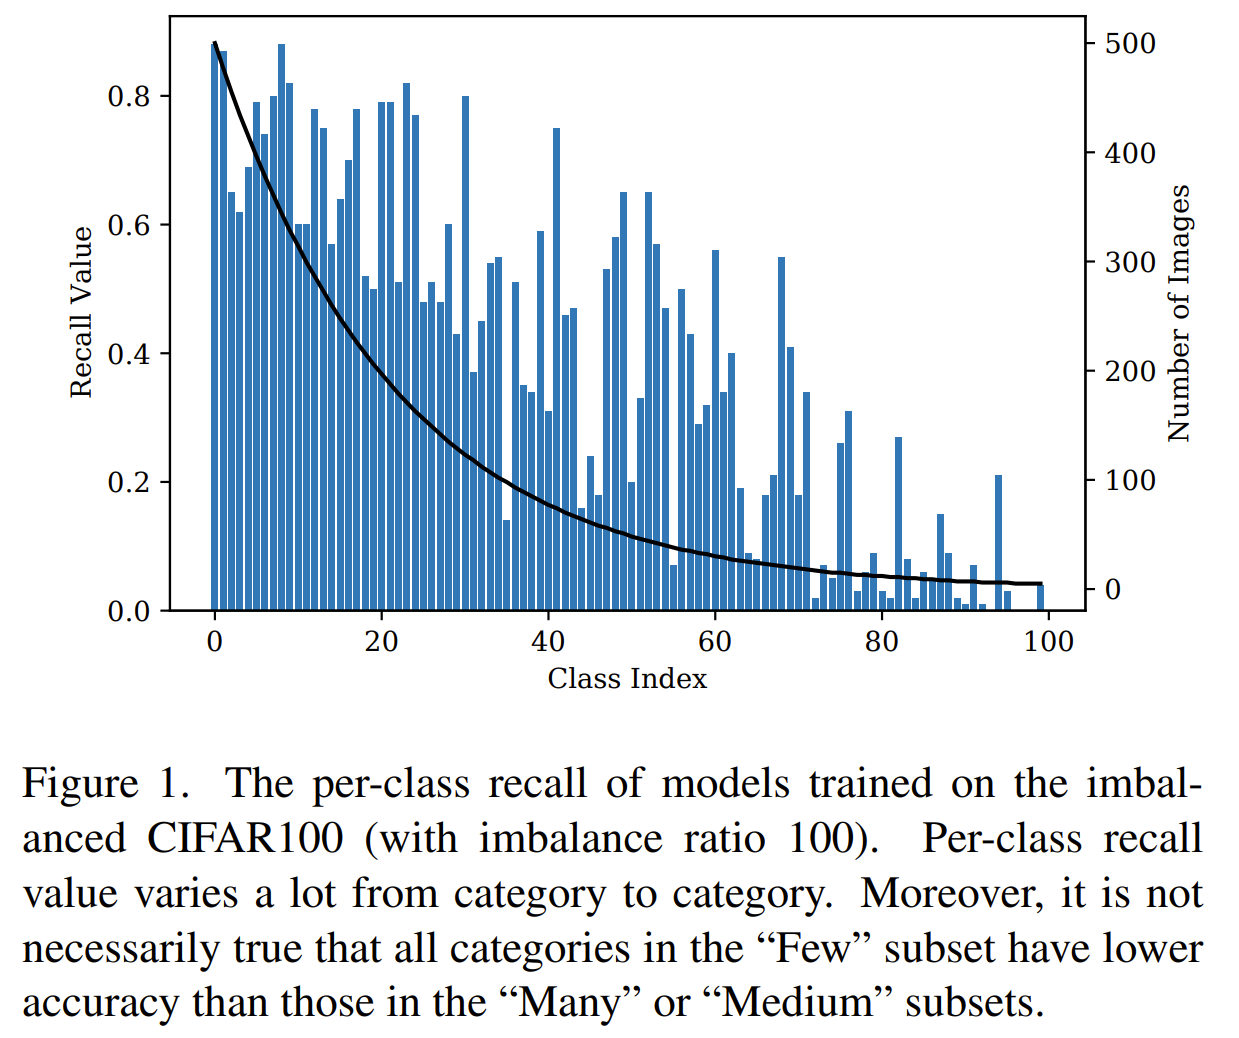 0.8
0.6
0.4
0.2
0.0
Recall Value
500
400
300
200
100
0
Number of Images
0 20 40 60 80 100
Class Index
Figure 1. The per-class recall of models trained on the imbal-
anced CIFAR100 (with imbalance ratio 100). Per-class recall
value varies a lot from category to category. Moreover, it is not
necessarily true that all categories in the “Few” subset have lower
accuracy than those in the “Many” or “Medium” subsets.